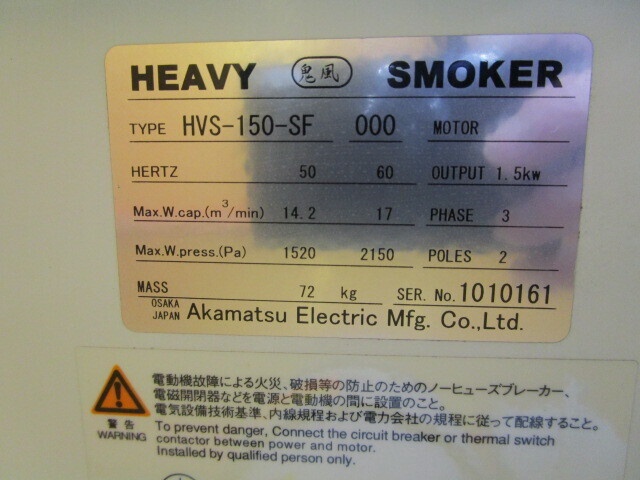 HEAVY 鬼風 SMOKER
TYPE HVS-150-SF 000 MOTOR
HERTZ 50 60 OUTPUT 1.5kw
Max.W.cap.(m³/min) 14.2 17 PHASE 3
Max.W.press.(Pa) 1520 2150 POLES 2
MASS 72 kg SER. No. 1010161
OSAKA JAPAN Akamatsu Electric Mfg. Co.,Ltd.
電動機故障による火災、破損等の防止のためのノーヒューズブレーカー、
電磁開閉器などを電源と電動機の間に設置のこと。
電気設備技術基準、内線規程および電力会社の規程に従って配線すること。
警告
WARNING
To prevent danger, Connect the circuit breaker or thermal switch
contactor between power and motor.
Installed by qualified person only.